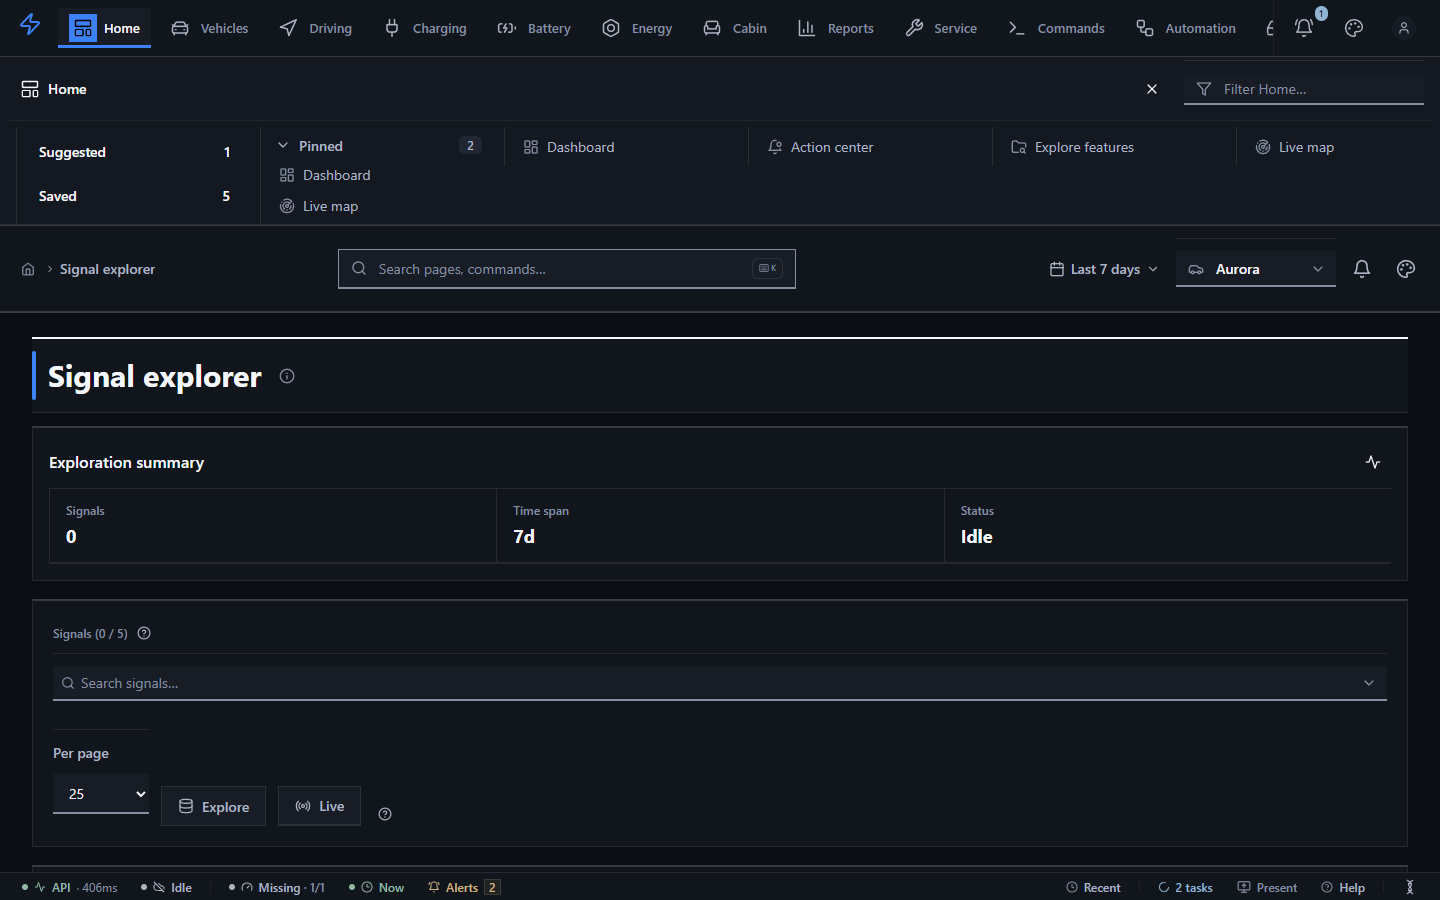 Home
Vehicles
Driving
Charging
Battery
Energy
Cabin
Reports
Service
Commands
Automation
1
Home
Filter Home...
Suggested 1
Saved 5
Pinned 2
Dashboard
Live map
Dashboard
Action center
Explore features
Live map
Signal explorer
Search pages, commands...
K
Last 7 days
Aurora
Signal explorer
Exploration summary
Signals
0
Time span
7d
Status
Idle
Signals (0 / 5)
Search signals...
Per page
25
Explore
Live
API · 406ms
Idle
Missing · 1/1
Now
Alerts 2
Recent
2 tasks
Present
Help